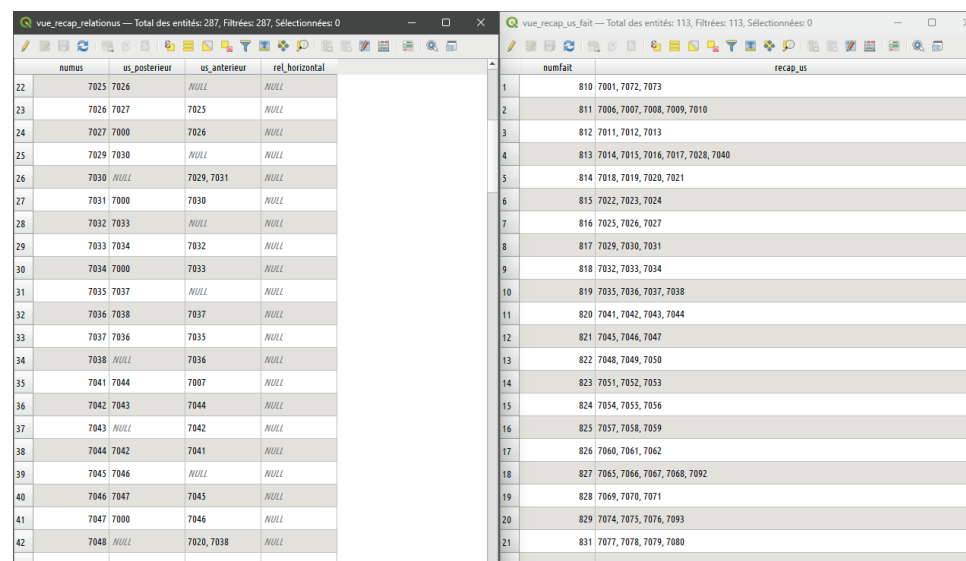 vue_recap_relationus — Total des entités: 287, Filtrées: 287, Sélectionnées: 0
numus us_posterieur us_anterieur rel_horizontal
22 7025 7026 NULL NULL
23 7026 7027 7025 NULL
24 7027 7000 7026 NULL
25 7029 7030 NULL NULL
26 7030 NULL 7029, 7031 NULL
27 7031 7000 7030 NULL
28 7032 7033 NULL NULL
29 7033 7034 7032 NULL
30 7034 7000 7033 NULL
31 7035 7037 NULL NULL
32 7036 7038 7037 NULL
33 7037 7036 7035 NULL
34 7038 NULL 7036 NULL
35 7041 7044 7007 NULL
36 7042 7043 7044 NULL
37 7043 NULL 7042 NULL
38 7044 7042 7041 NULL
39 7045 7046 NULL NULL
40 7046 7047 7045 NULL
41 7047 7000 7046 NULL
42 7048 NULL 7020, 7038 NULL
vue_recap_us_fait — Total des entités: 113, Filtrées: 113, Sélectionnées: 0
numfait recap_us
1 810 7001, 7072, 7073
2 811 7006, 7007, 7008, 7009, 7010
3 812 7011, 7012, 7013
4 813 7014, 7015, 7016, 7017, 7028, 7040
5 814 7018, 7019, 7020, 7021
6 815 7022, 7023, 7024
7 816 7025, 7026, 7027
8 817 7029, 7030, 7031
9 818 7032, 7033, 7034
10 819 7035, 7036, 7037, 7038
11 820 7041, 7042, 7043, 7044
12 821 7045, 7046, 7047
13 822 7048, 7049, 7050
14 823 7051, 7052, 7053
15 824 7054, 7055, 7056
16 825 7057, 7058, 7059
17 826 7060, 7061, 7062
18 827 7065, 7066, 7067, 7068, 7092
19 828 7069, 7070, 7071
20 829 7074, 7075, 7076, 7093
21 831 7077, 7078, 7079, 7080